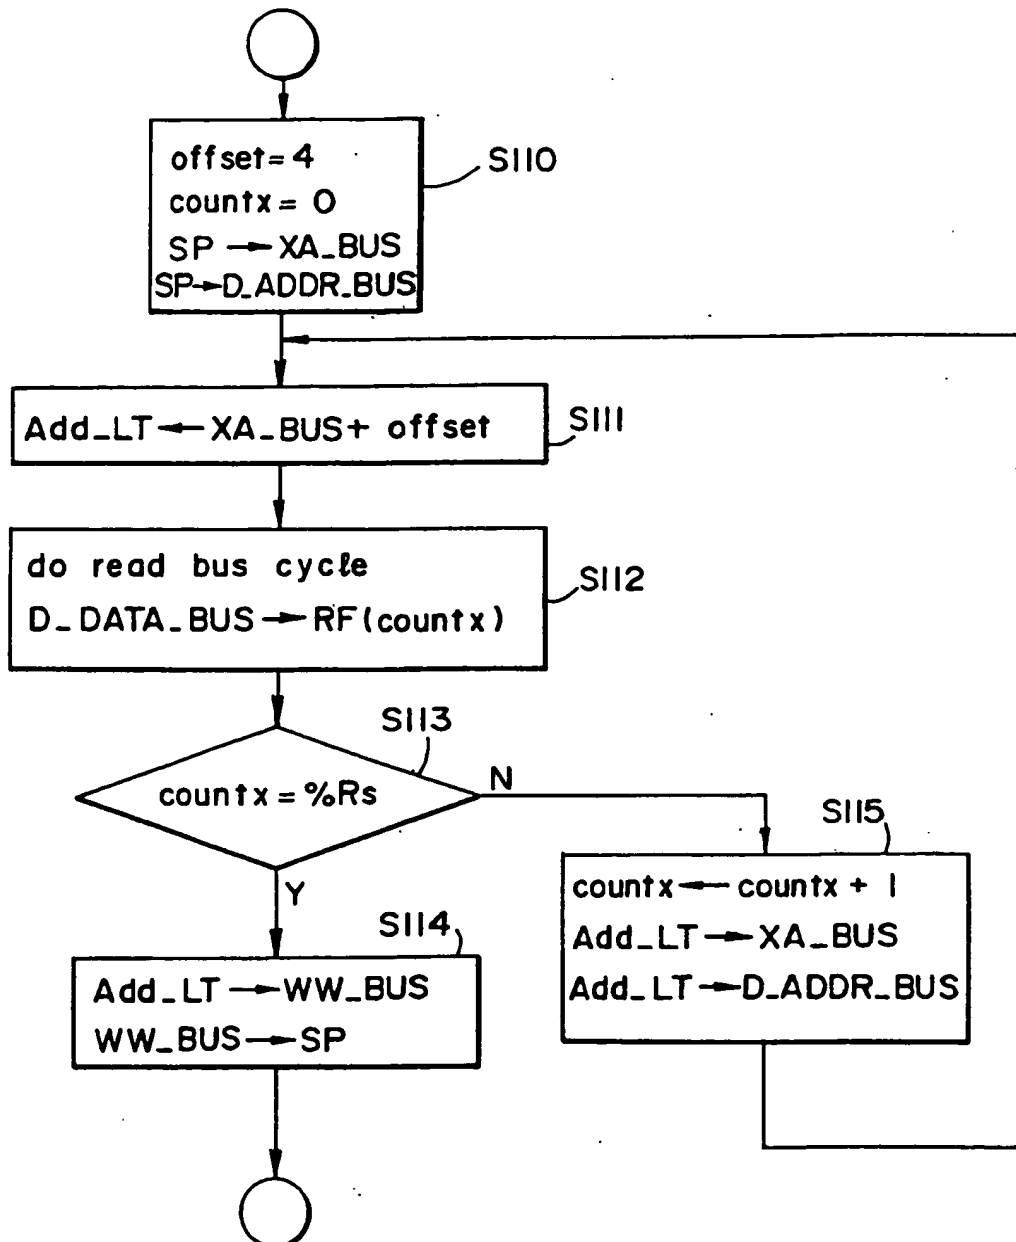 offset = 4
countx = 0
SP → XA_BUS
SP → D_ADDR_BUS
S110
Add_LT ← XA_BUS + offset
S111
do read bus cycle
D_DATA_BUS → RF(countx)
S112
S113
countx = %Rs
N
Y
S115
countx ← countx + 1
Add_LT → XA_BUS
Add_LT → D_ADDR_BUS
S114
Add_LT → WW_BUS
WW_BUS → SP